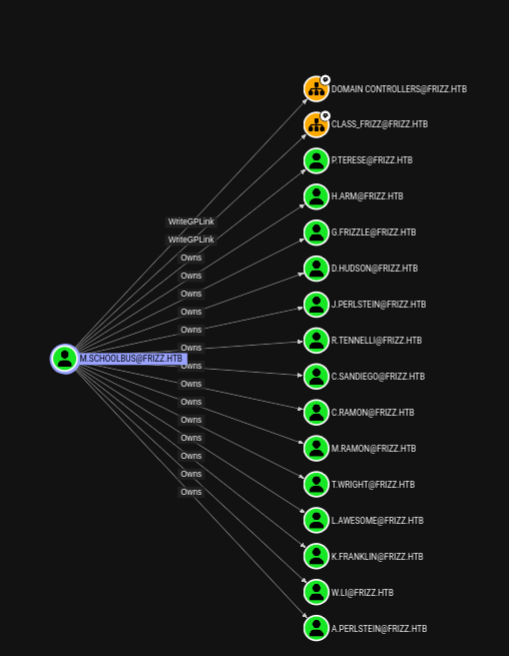 DOMAIN CONTROLLERS@FRIZZ.HTB
CLASS_FRIZZ@FRIZZ.HTB
P.TERESE@FRIZZ.HTB
H.ARM@FRIZZ.HTB
WriteGPLink
G.FRIZZLE@FRIZZ.HTB
WriteGPLink
Owns
D.HUDSON@FRIZZ.HTB
Owns
Owns
J.PERLSTEIN@FRIZZ.HTB
Owns
Owns
R.TENNELLI@FRIZZ.HTB
Owns
M.SCHOOLBUS@FRIZZ.HTB
Owns
C.SANDIEGO@FRIZZ.HTB
Owns
Owns
C.RAMON@FRIZZ.HTB
Owns
Owns
M.RAMON@FRIZZ.HTB
Owns
Owns
T.WRIGHT@FRIZZ.HTB
Owns
L.AWESOME@FRIZZ.HTB
K.FRANKLIN@FRIZZ.HTB
W.LI@FRIZZ.HTB
A.PERLSTEIN@FRIZZ.HTB